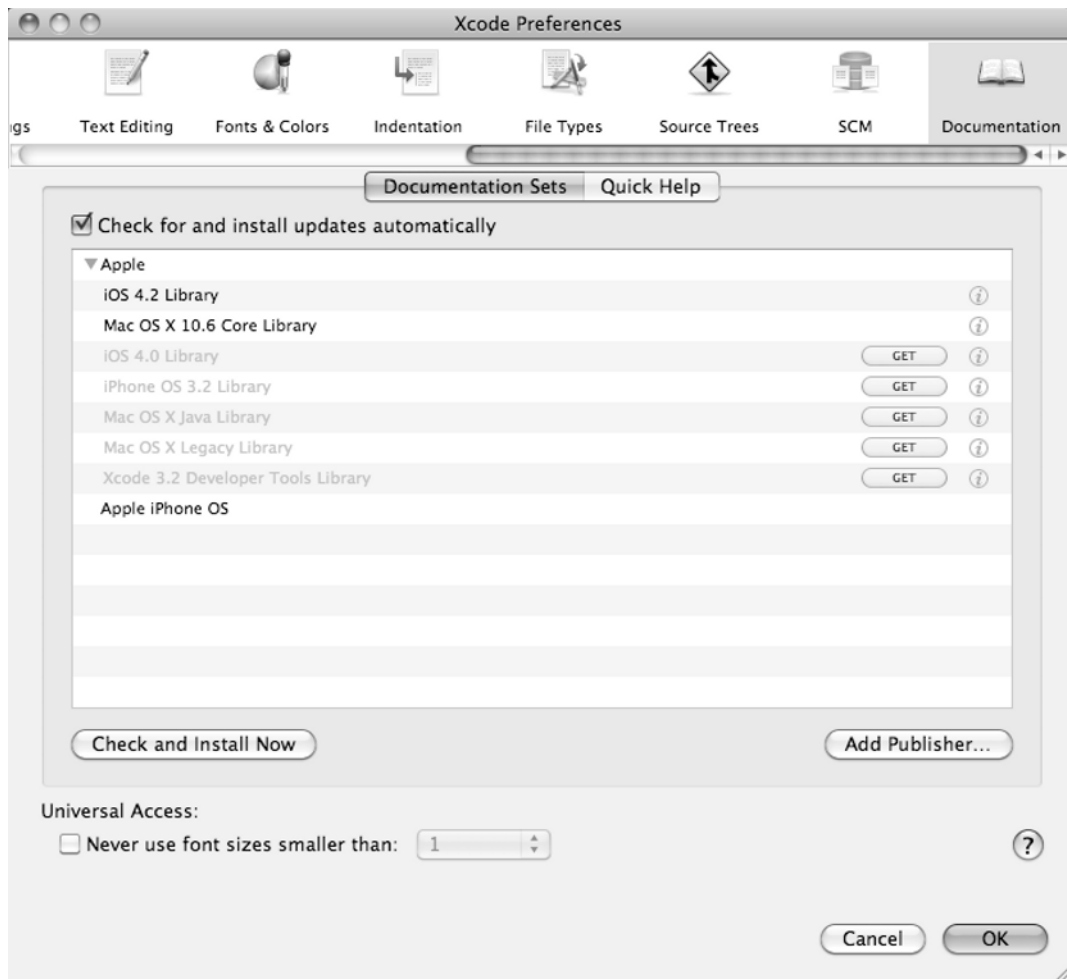 Xcode Preferences
ngs Text Editing Fonts & Colors Indentation File Types Source Trees SCM Documentation
Documentation Sets Quick Help
Check for and install updates automatically
Apple
iOS 4.2 Library
Mac OS X 10.6 Core Library
iOS 4.0 Library GET
iPhone OS 3.2 Library GET
Mac OS X Java Library GET
Mac OS X Legacy Library GET
Xcode 3.2 Developer Tools Library GET
Apple iPhone OS
Check and Install Now Add Publisher...
Universal Access:
Never use font sizes smaller than: 1 ?
Cancel OK